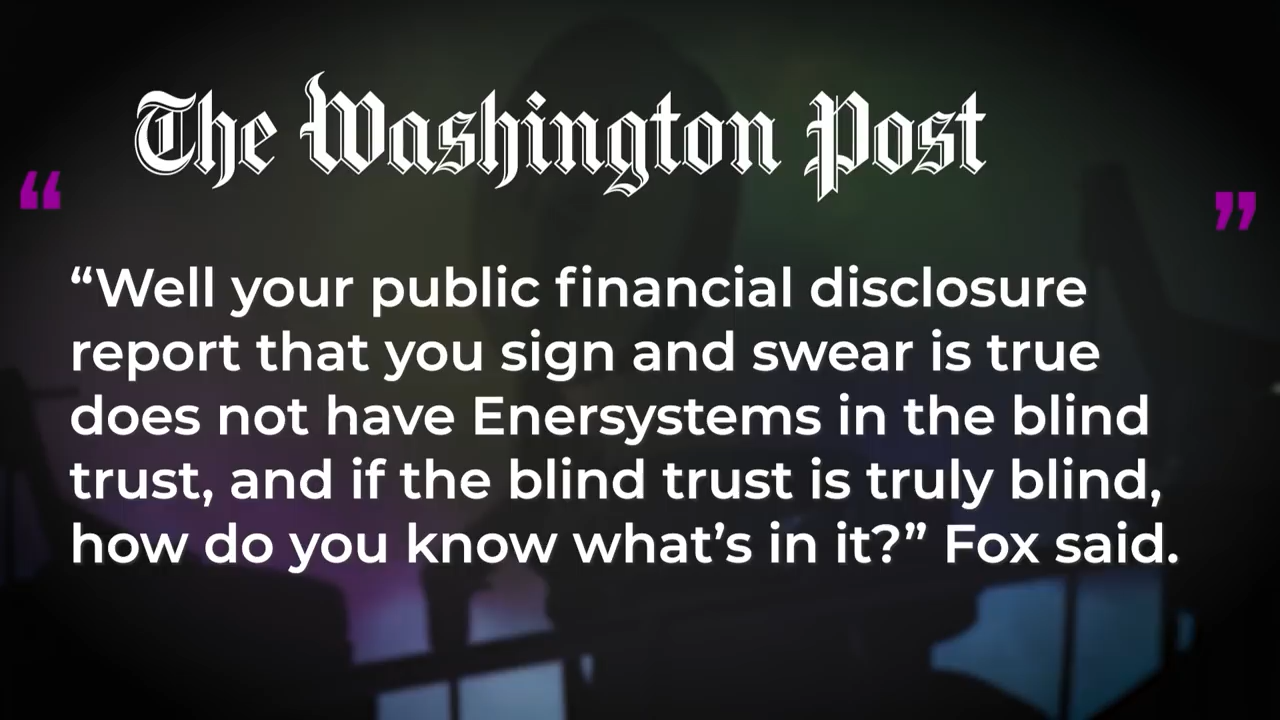 The Washington Post
“ ”
“Well your public financial disclosure
report that you sign and swear is true
does not have Enersystems in the blind
trust, and if the blind trust is truly blind,
how do you know what’s in it?” Fox said.